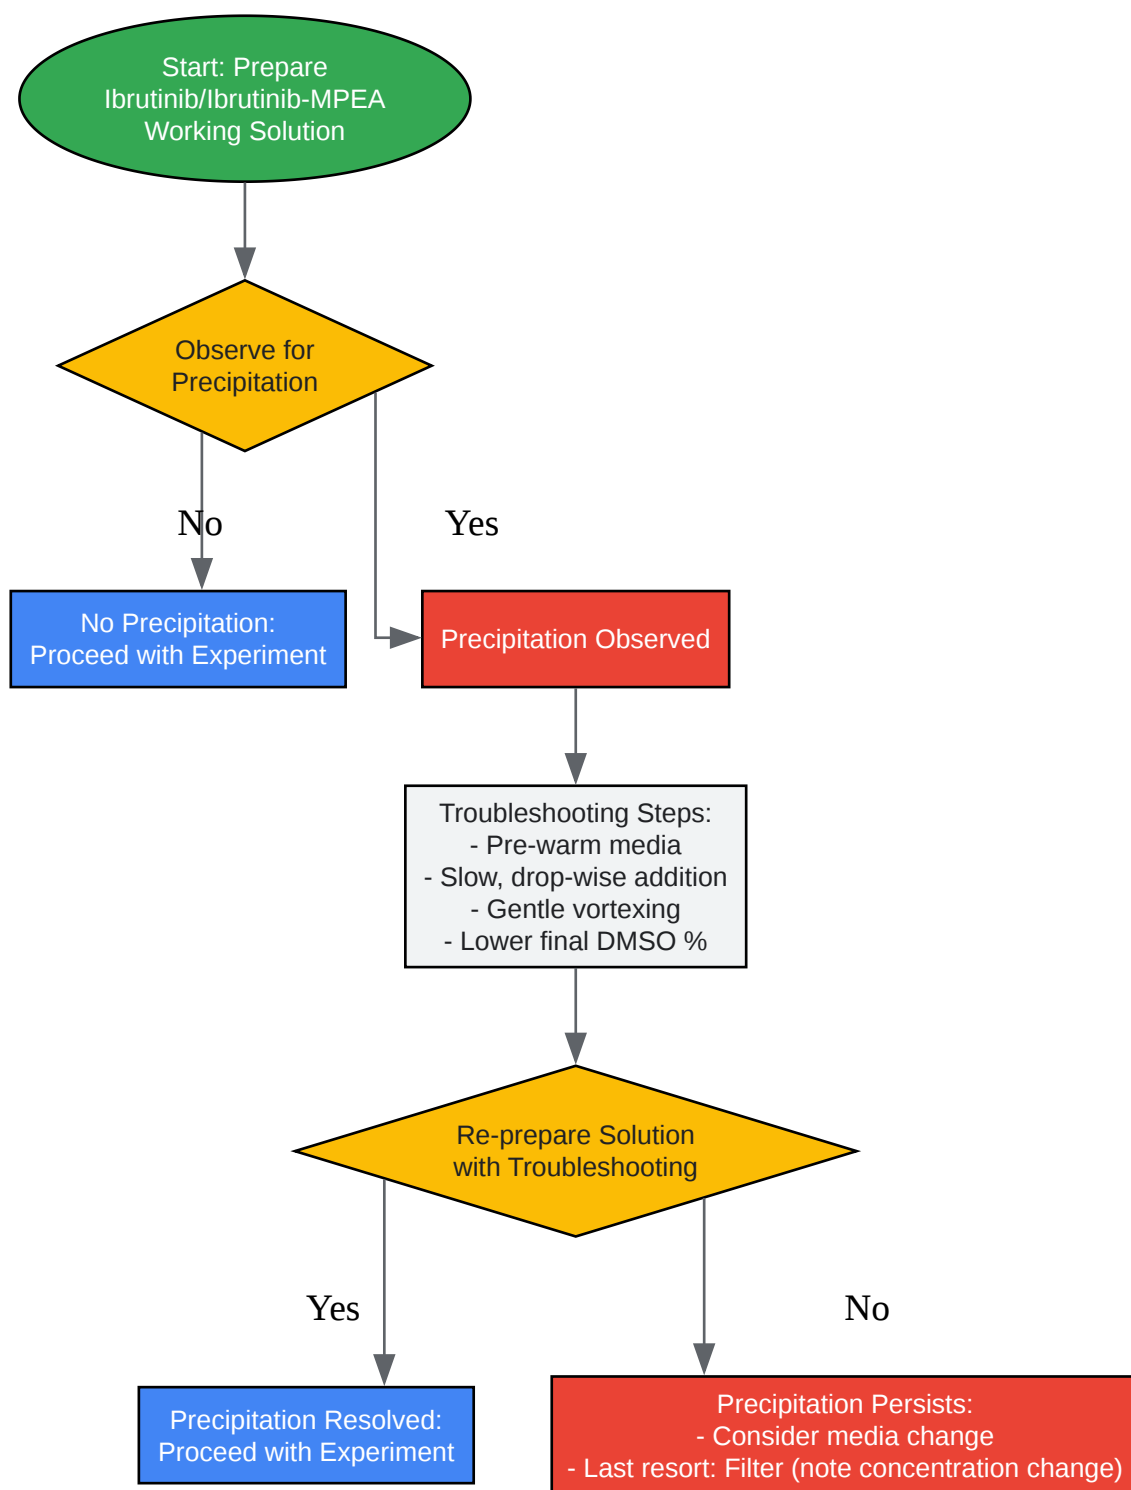 Start: Prepare
Ibrutinib/Ibrutinib-MPEA
Working Solution
Observe for
Precipitation
No
Yes
No Precipitation:
Proceed with Experiment
Precipitation Observed
Troubleshooting Steps:
- Pre-warm media
- Slow, drop-wise addition
- Gentle vortexing
- Lower final DMSO %
Re-prepare Solution
with Troubleshooting
Yes
No
Precipitation Resolved:
Proceed with Experiment
Precipitation Persists:
- Consider media change
- Last resort: Filter (note concentration change)